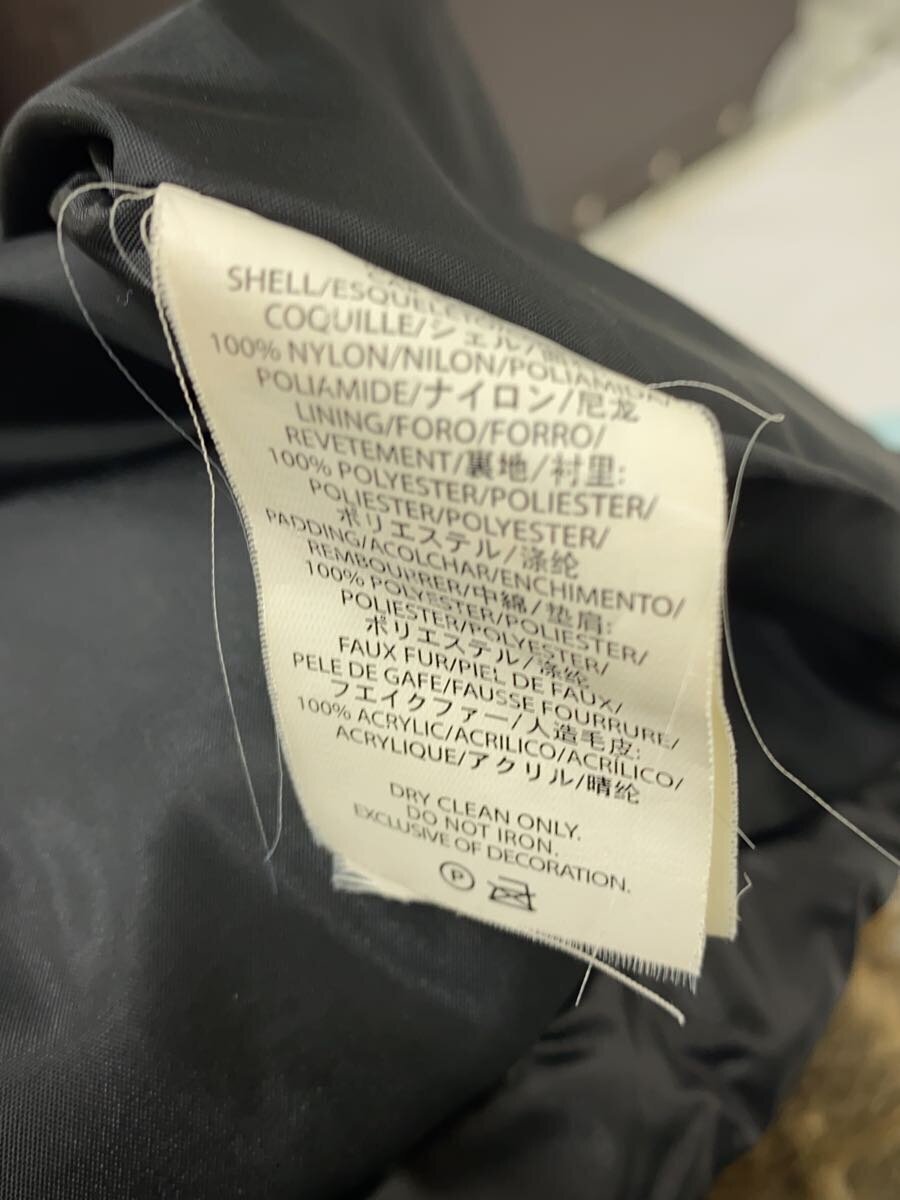 SHELL/ESQUELETO
COQUILLE/シェル/
100% NYLON/NILON/POLIAMIDA/
POLIAMIDE/ナイロン/尼龙
LINING/FORO/FORRO/
REVETEMENT/裏地/衬里:
100% POLYESTER/POLIESTER/
POLIESTER/POLYESTER/
ポリエステル/涤纶
PADDING/ACOLCHAR/ENCHIMENTO/
REMBOURRER/中綿/垫肩:
100% POLYESTER/POLIESTER/
POLIESTER/POLYESTER/
ポリエステル/涤纶
FAUX FUR/PIEL DE FAUX/
PELE DE GAFE/FAUSSE FOURRURE/
フエイクファー/人造毛皮:
100% ACRYLIC/ACRILICO/ACRÍLICO/
ACRYLIQUE/アクリル/晴纶
DRY CLEAN ONLY.
DO NOT IRON.
EXCLUSIVE OF DECORATION.
P